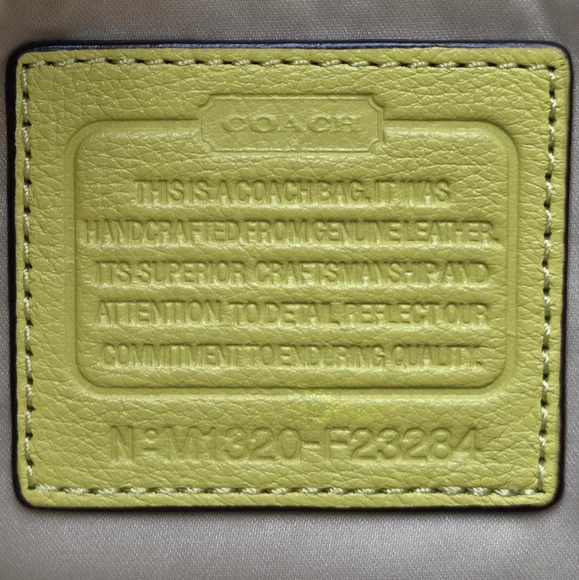 COACH
THIS IS A COACH BAG. IT WAS
HANDCRAFTED FROM GENUINE LEATHER.
ITS SUPERIOR CRAFTSMANSHIP AND
ATTENTION TO DETAIL REFLECT OUR
COMMITMENT TO ENDURING QUALITY.
Nº M1320-F23284